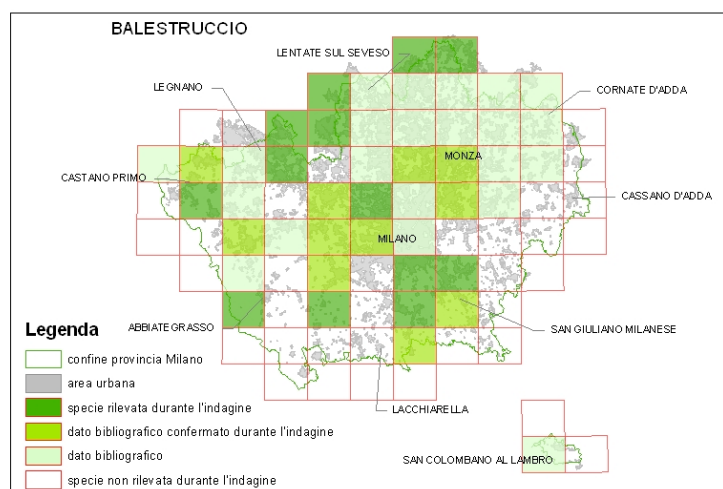 BALESTRUCCIO
LENTATE SUL SEVESO
LEGNANO
CORNATE D'ADDA
MONZA
CASTANO PRIMO
CASSANO D'ADDA
MILANO
ABBIATEGRASSO
SAN GIULIANO MILANESE
LACCHIARELLA
SAN COLOMBANO AL LAMBRO
Legenda
confine provincia Milano
area urbana
specie rilevata durante l'indagine
dato bibliografico confermato durante l'indagine
dato bibliografico
specie non rilevata durante l'indagine